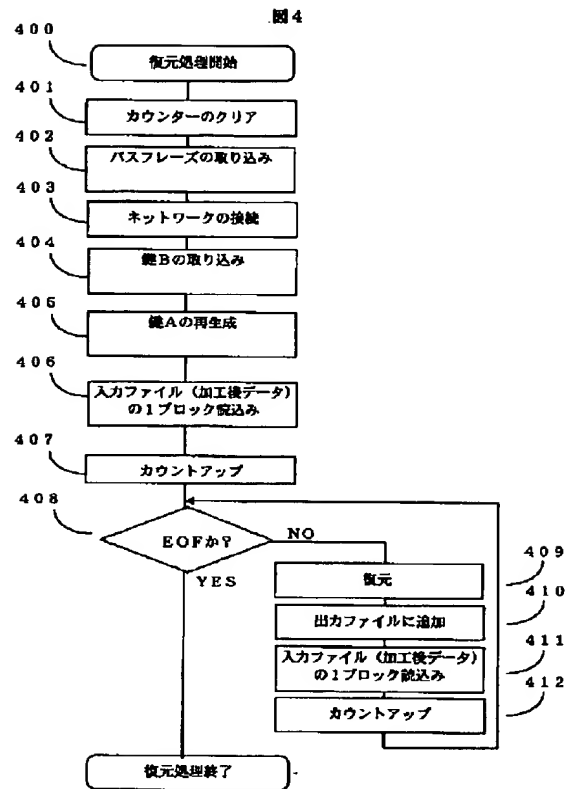 図4
400
復元処理開始
401
カウンターのクリア
402
パスフレーズの取り込み
403
ネットワークの接続
404
鍵Bの取り込み
405
鍵Aの再生成
406
入力ファイル（加工後データ）
の1ブロック読込み
407
カウントアップ
408
EOFか？
NO
YES
409
復元
410
出力ファイルに追加
411
入力ファイル（加工後データ）
の1ブロック読込み
412
カウントアップ
復元処理終了